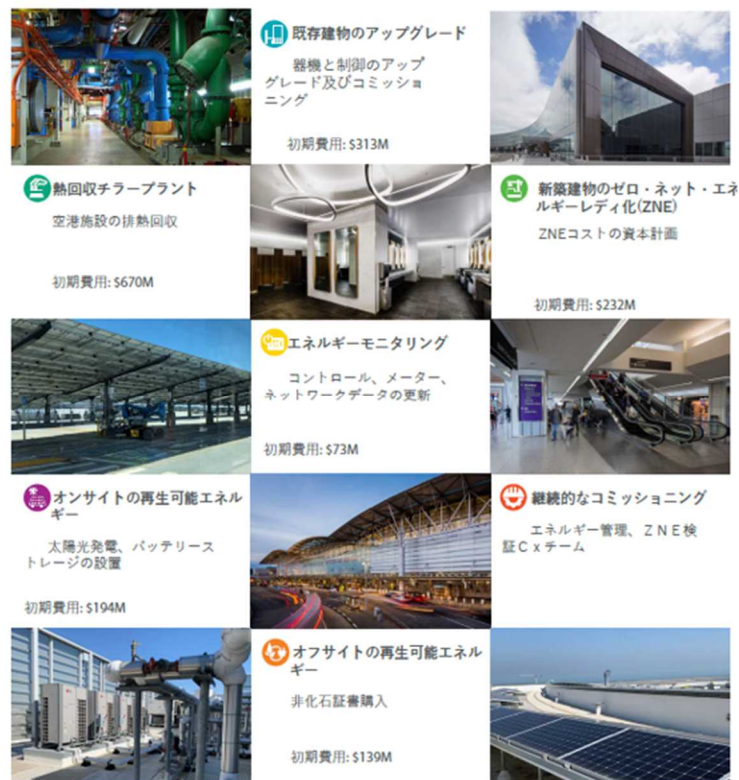 既存建物のアップグレード
器機と制御のアップ
グレード及びコミッショ
ニング
初期費用: $313M
熱回収チラープラント
空港施設の排熱回収
初期費用: $670M
新築建物のゼロ・ネット・エネ
ルギーレディ化(ZNE)
ZNEコストの資本計画
初期費用: $232M
エネルギーモニタリング
コントロール、メーター、
ネットワークデータの更新
初期費用: $73M
オンサイトの再生可能エネル
ギー
太陽光発電、バッテリース
トレージの設置
初期費用: $194M
継続的なコミッショニング
エネルギー管理、ＺＮＥ検
証Ｃｘチーム
オフサイトの再生可能エネル
ギー
非化石証書購入
初期費用: $139M